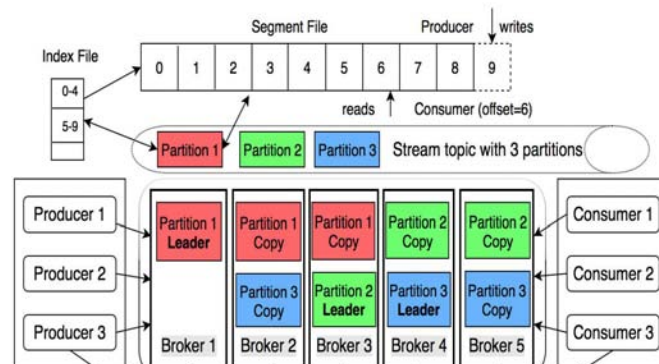 Segment File
Producer
writes
Index File
0 1 2 3 4 5 6 7 8 9
0-4
5-9
reads
Consumer (offset=6)
Partition 1
Partition 2
Partition 3
Stream topic with 3 partitions
Producer 1
Producer 2
Producer 3
Partition 1
Leader
Broker 1
Partition 1
Copy
Partition 3
Copy
Broker 2
Partition 1
Copy
Partition 2
Leader
Broker 3
Partition 2
Copy
Partition 3
Leader
Broker 4
Partition 2
Copy
Partition 3
Copy
Broker 5
Consumer 1
Consumer 2
Consumer 3